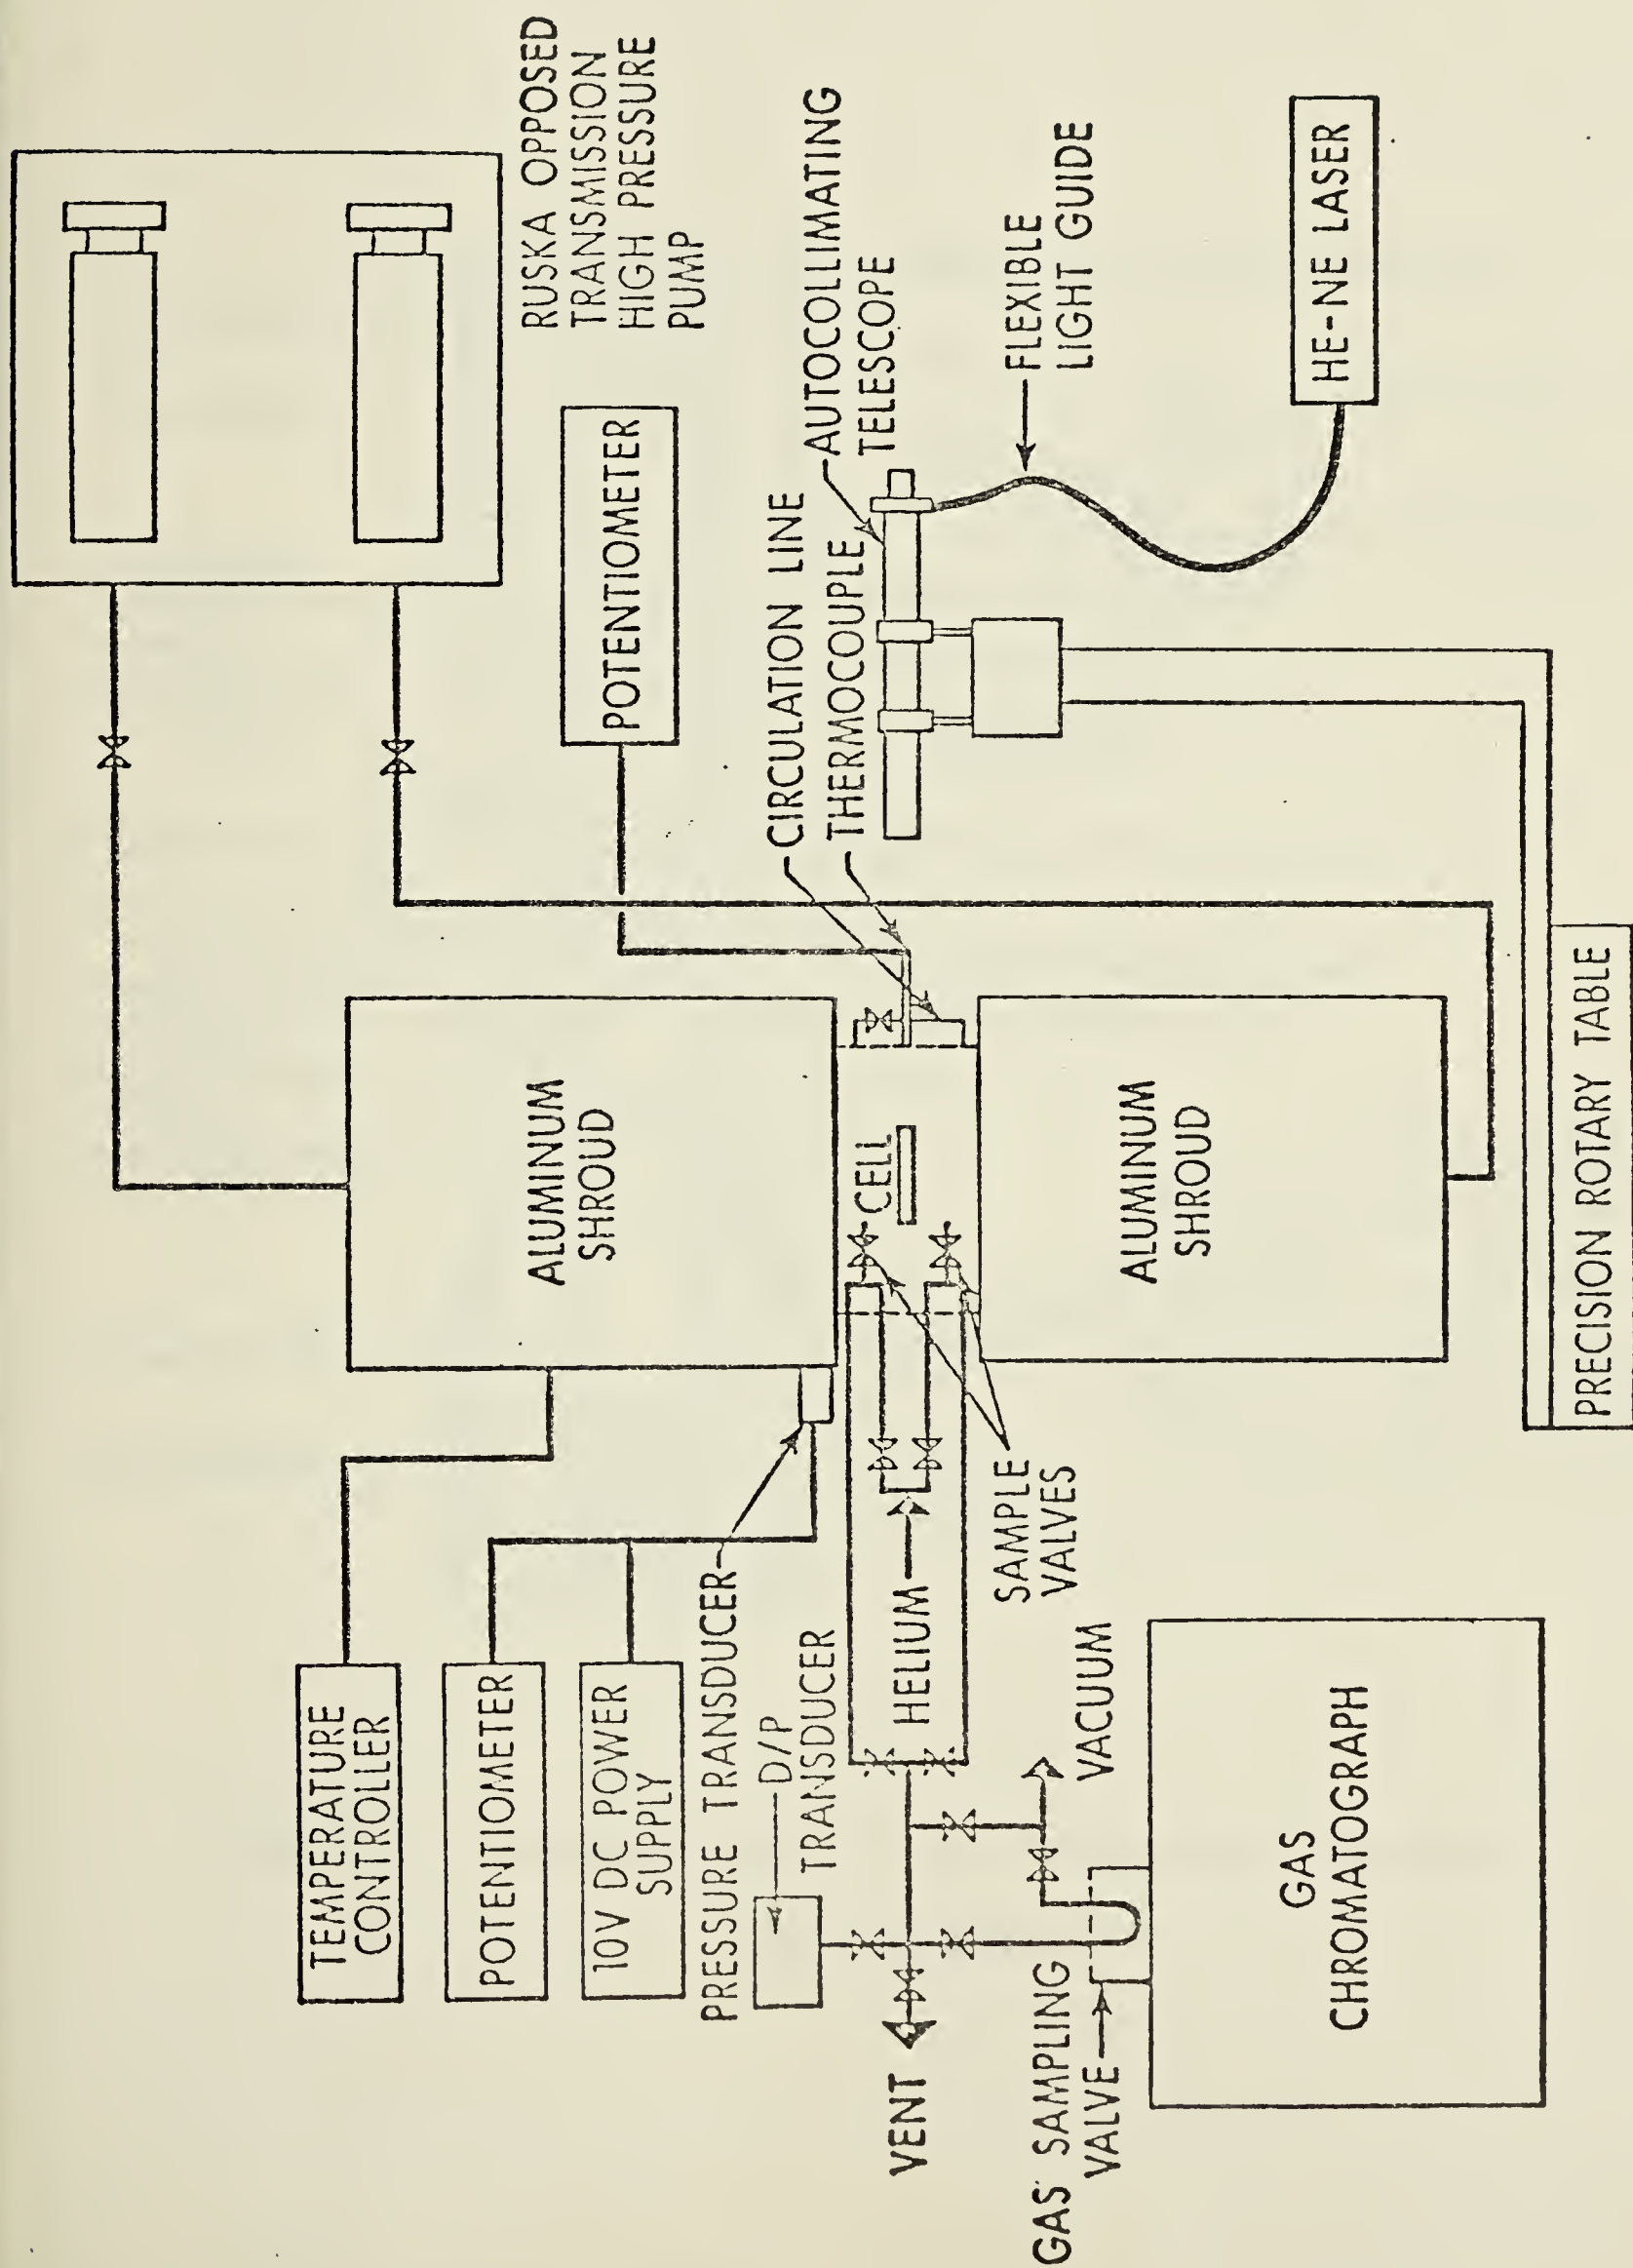 RUSKA OPPOSED
TRANSMISSION
HIGH PRESSURE
PUMP
POTENTIOMETER
CIRCULATION LINE
THERMOCOUPLE
AUTOCOLLIMATING
TELESCOPE
FLEXIBLE
LIGHT GUIDE
HE-NE LASER
ALUMINUM
SHROUD
CELL
ALUMINUM
SHROUD
PRECISION ROTARY TABLE
TEMPERATURE
CONTROLLER
POTENTIOMETER
10V DC POWER
SUPPLY
PRESSURE TRANSDUCER
D/P
TRANSDUCER
HELIUM
SAMPLE
VALVES
VACUUM
VENT
GAS SAMPLING
VALVE
GAS
CHROMATOGRAPH